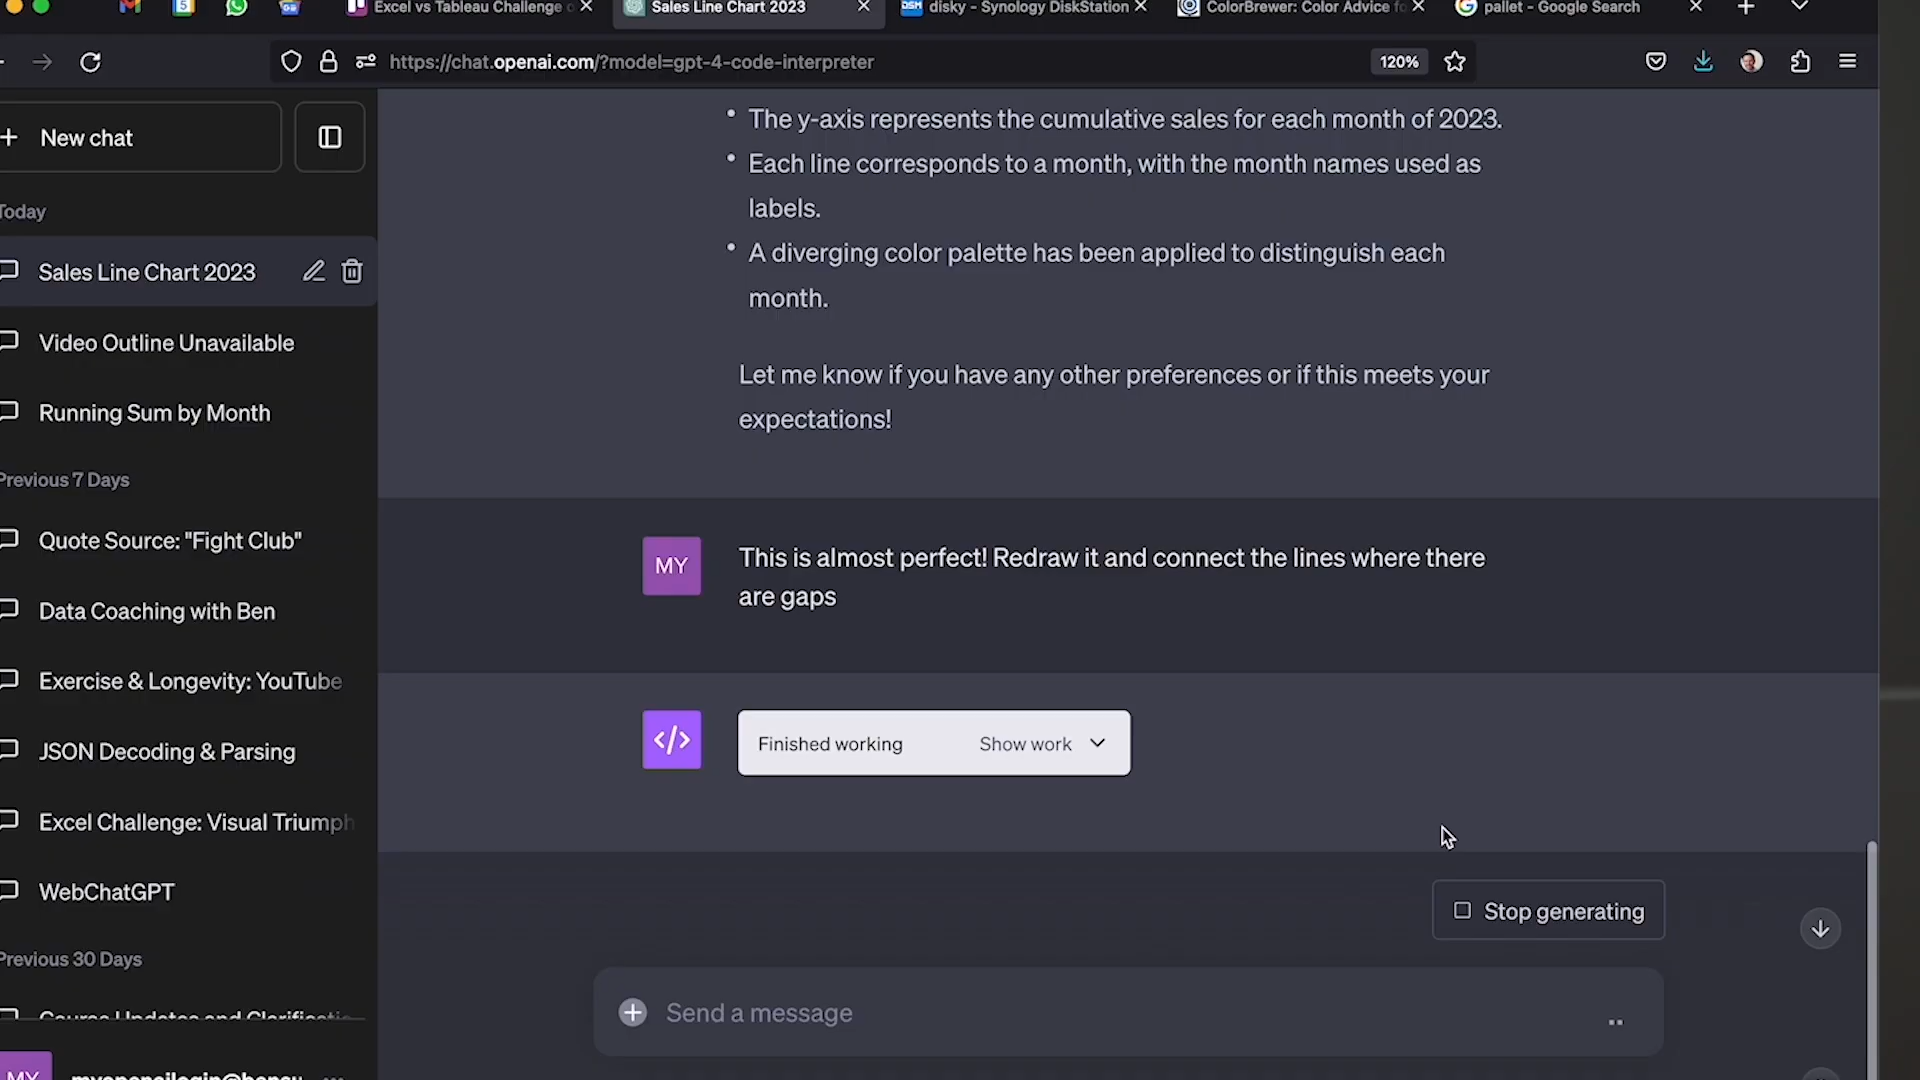 Excel vs Tableau Challenge
Sales Line Chart 2023
DSM
disky - Synology DiskStation
ColorBrewer: Color Advice
pallet - Google Search
https://chat.openai.com/?model=gpt-4-code-interpreter
120%
New chat
Today
Sales Line Chart 2023
Video Outline Unavailable
Running Sum by Month
Previous 7 Days
Quote Source: "Fight Club"
Data Coaching with Ben
Exercise & Longevity: YouTube
JSON Decoding & Parsing
Excel Challenge: Visual Triumph
WebChatGPT
Previous 30 Days
Course Updates and
MY
• The y-axis represents the cumulative sales for each month of 2023.
• Each line corresponds to a month, with the month names used as
labels.
• A diverging color palette has been applied to distinguish each
month.
Let me know if you have any other preferences or if this meets your
expectations!
MY
This is almost perfect! Redraw it and connect the lines where there
are gaps
</>
Finished working
Show work
Stop generating
Send a message